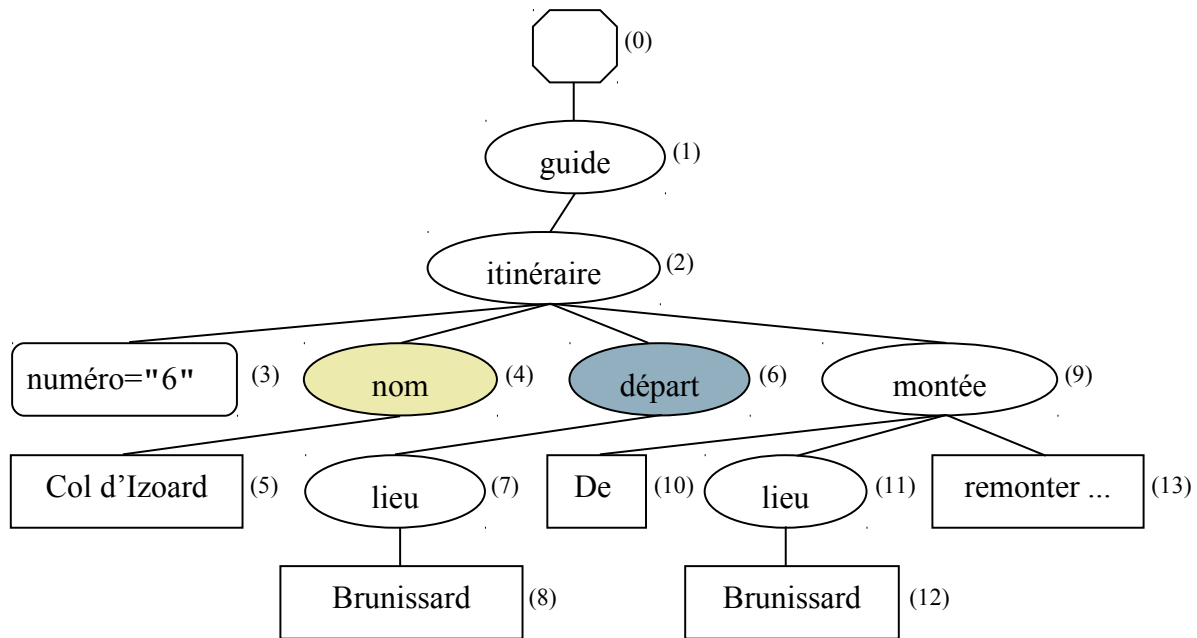 (0)
guide (1)
itinéraire (2)
numéro="6" (3) nom (4) départ (6) montée (9)
Col d’Izoard (5) lieu (7) De (10) lieu (11) remonter ... (13)
Brunissard (8) Brunissard (12)